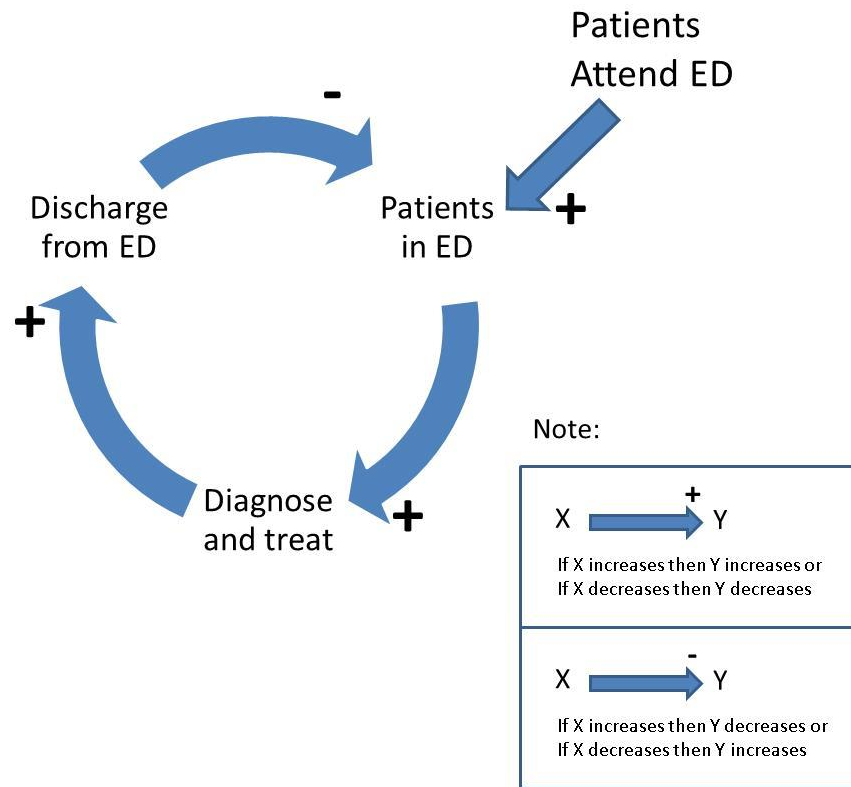 Patients
Attend ED
-
Discharge
from ED
Patients
in ED
+
+
Diagnose
and treat
+
Note:
+
X Y
If X increases then Y increases or
If X decreases then Y decreases
-
X Y
If X increases then Y decreases or
If X decreases then Y increases